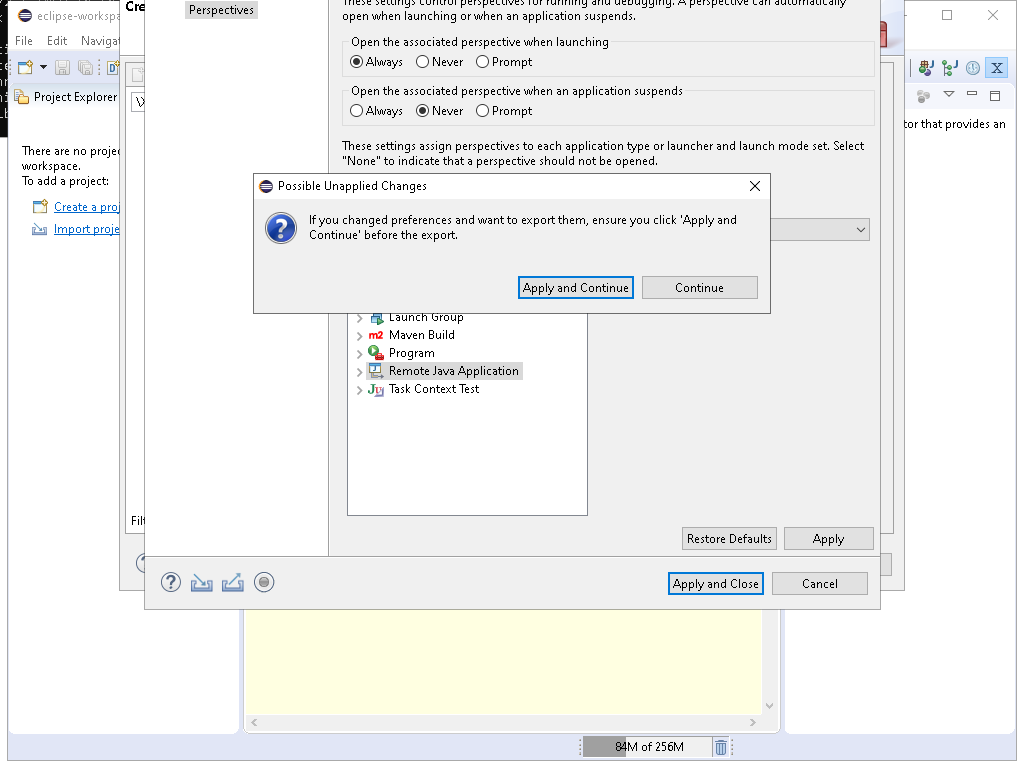 eclipse-workspa
Cre
Perspectives
These settings control perspectives for running and debugging. A perspective can automatically
open when launching or when an application suspends.
File Edit Navigat
Open the associated perspective when launching
Always Never Prompt
Project Explorer
Open the associated perspective when an application suspends
Always Never Prompt
tor that provides an
These settings assign perspectives to each application type or launcher and launch mode set. Select
"None" to indicate that a perspective should not be opened.
There are no proje
workspace.
To add a project:
Create a proj
Import proje
Possible Unapplied Changes
If you changed preferences and want to export them, ensure you click 'Apply and
Continue' before the export.
Apply and Continue
Continue
Launch Group
Maven Build
Program
Remote Java Application
Task Context Test
Filt
Restore Defaults
Apply
Apply and Close
Cancel
84M of 256M